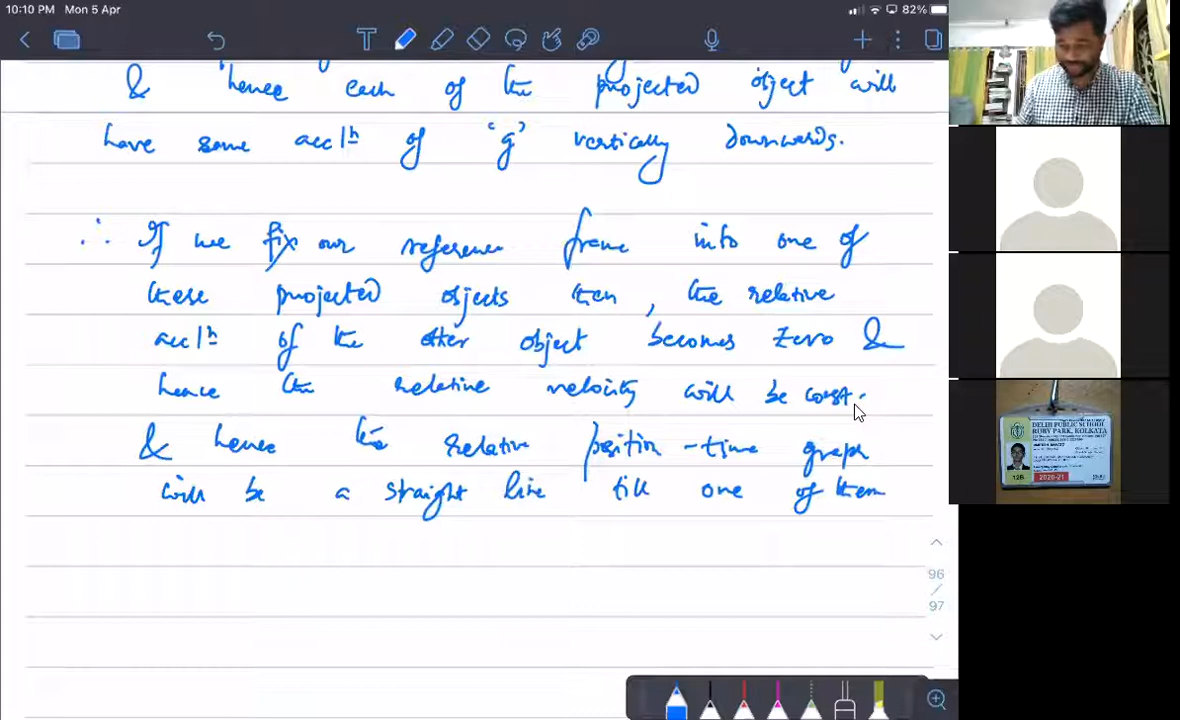 10:10 PM Mon 5 Apr
82%
& hence each of the projected object will
have same acclh of 'g' vertically downwards.
∴ If we fix our reference frame into one of
these projected objects then, the relative
acclh of the other object becomes zero &
hence the relative velocity will be const.
& hence the relative position-time graph
will be a straight line till one of them
96
/
97
DELHI PUBLIC SCHOOL
RUBY PARK, KOLKATA
12B
2020-21